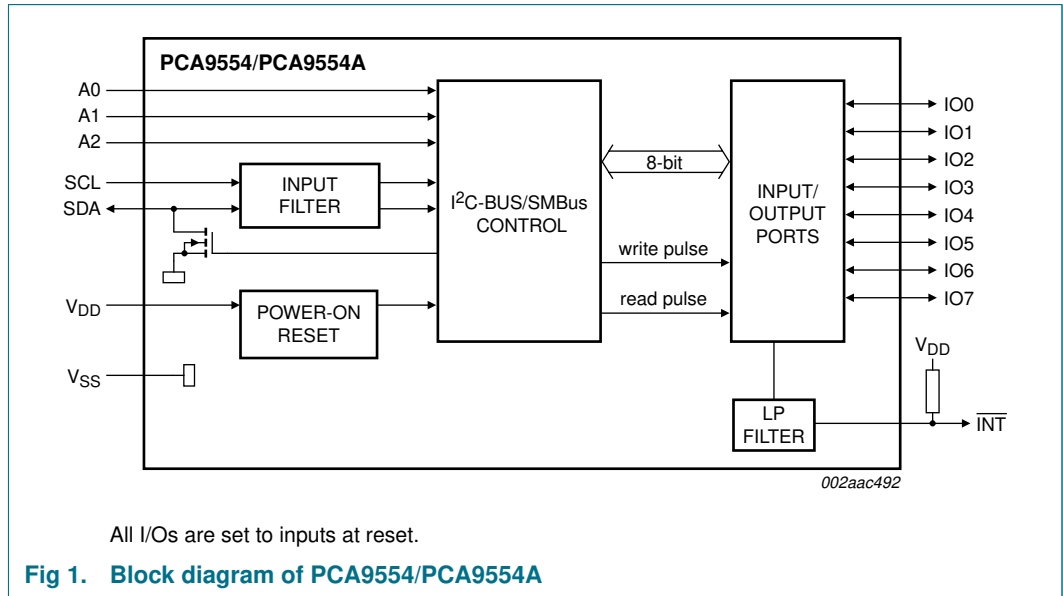 PCA9554/PCA9554A
A0
A1
A2
SCL
SDA
VDD
VSS
INPUT
FILTER
POWER-ON
RESET
I²C-BUS/SMBus
CONTROL
8-bit
write pulse
read pulse
INPUT/
OUTPUT
PORTS
LP
FILTER
IO0
IO1
IO2
IO3
IO4
IO5
IO6
IO7
VDD
INT
002aac492
All I/Os are set to inputs at reset.
Fig 1. Block diagram of PCA9554/PCA9554A